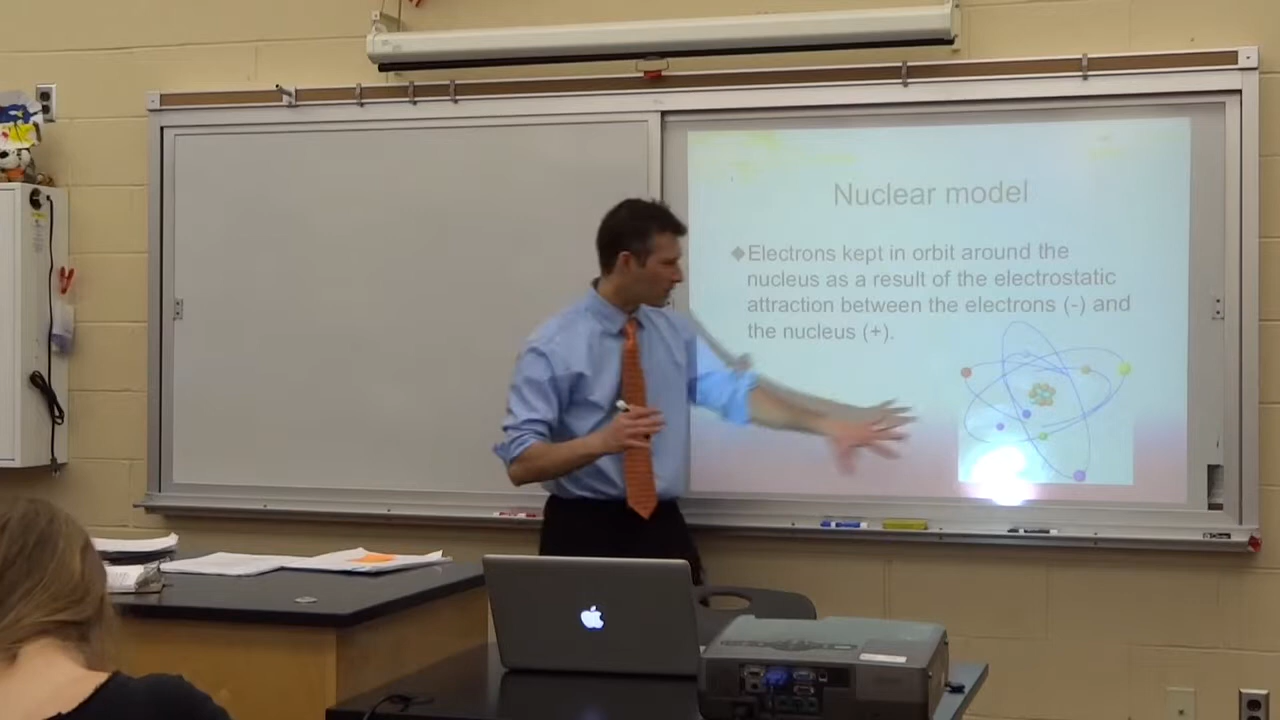 Nuclear model
Electrons kept in orbit around the
nucleus as a result of the electrostatic
attraction between the electrons (-) and
the nucleus (+).